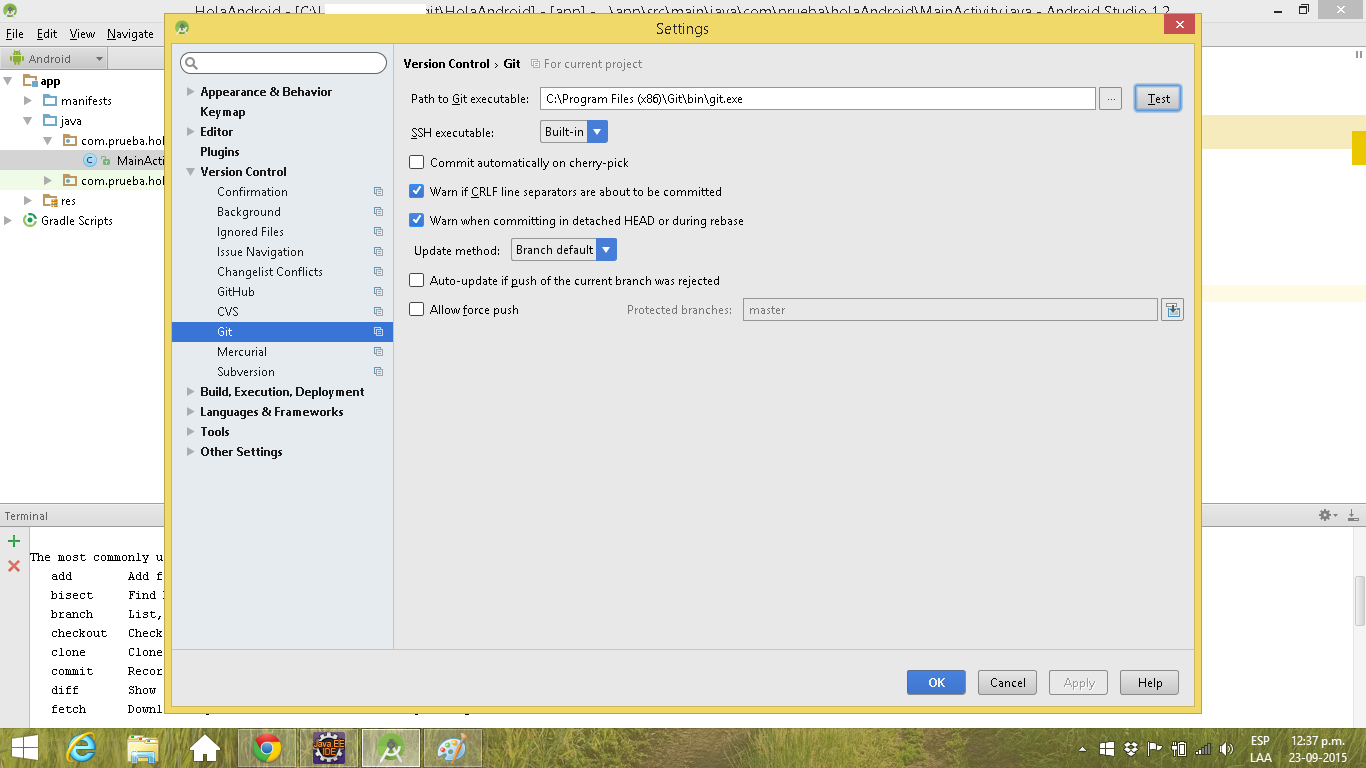 HolaAndroid - [C:\ git\HolaAndroid] - [app] - ...\app\src\main\java\com\prueba\holaAndroid\MainActivity.java - Android Studio 1.2
Settings
File Edit View Navigate
Android
app
manifests
java
com.prueba.hol
MainActi
com.prueba.hol
res
Gradle Scripts
Appearance & Behavior
Keymap
Editor
Plugins
Version Control
Confirmation
Background
Ignored Files
Issue Navigation
Changelist Conflicts
GitHub
CVS
Git
Mercurial
Subversion
Build, Execution, Deployment
Languages & Frameworks
Tools
Other Settings
Version Control › Git For current project
Path to Git executable: C:\Program Files (x86)\Git\bin\git.exe ... Test
SSH executable: Built-in
Commit automatically on cherry-pick
Warn if CRLF line separators are about to be committed
Warn when committing in detached HEAD or during rebase
Update method: Branch default
Auto-update if push of the current branch was rejected
Allow force push Protected branches: master
OK Cancel Apply Help
Terminal
The most commonly u
add Add f
bisect Find
branch List,
checkout Check
clone Clone
commit Recor
diff Show
fetch Downl
Java EE
IDE
ESP 12:37 p.m.
LAA 23-09-2015